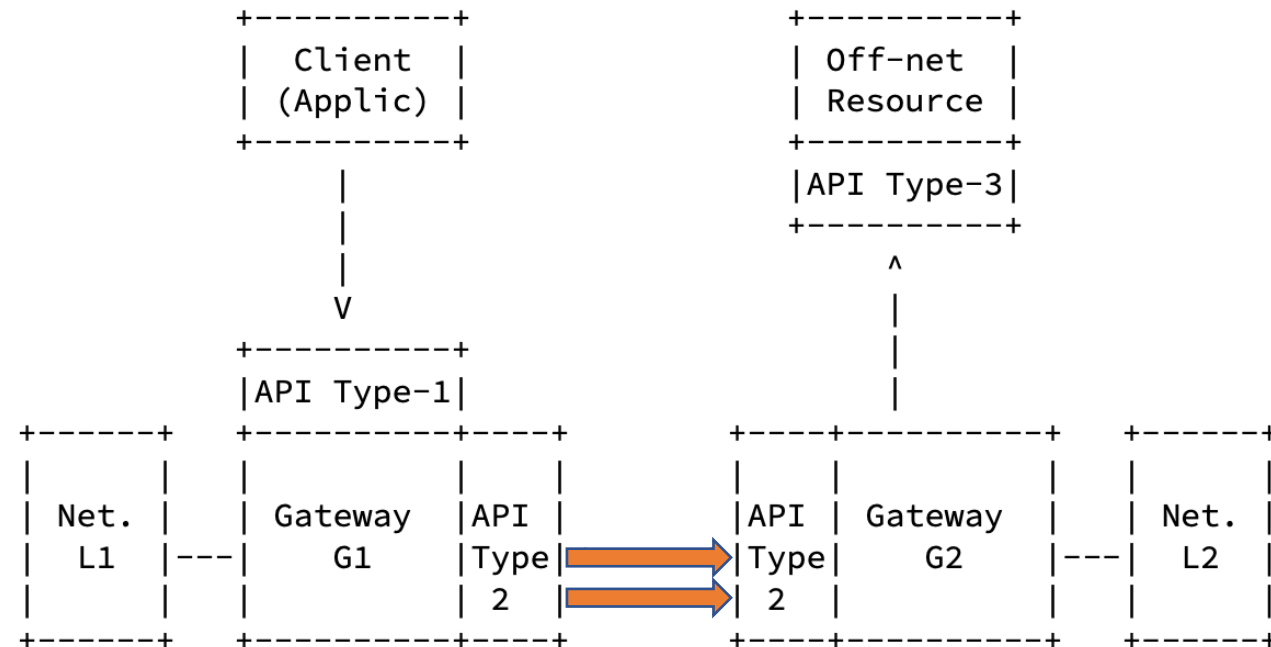 Client
(Applic)
Off-net
Resource
API Type-3
V
^
API Type-1
Net.
L1
Gateway
G1
API
Type
2
API
Type
2
Gateway
G2
Net.
L2